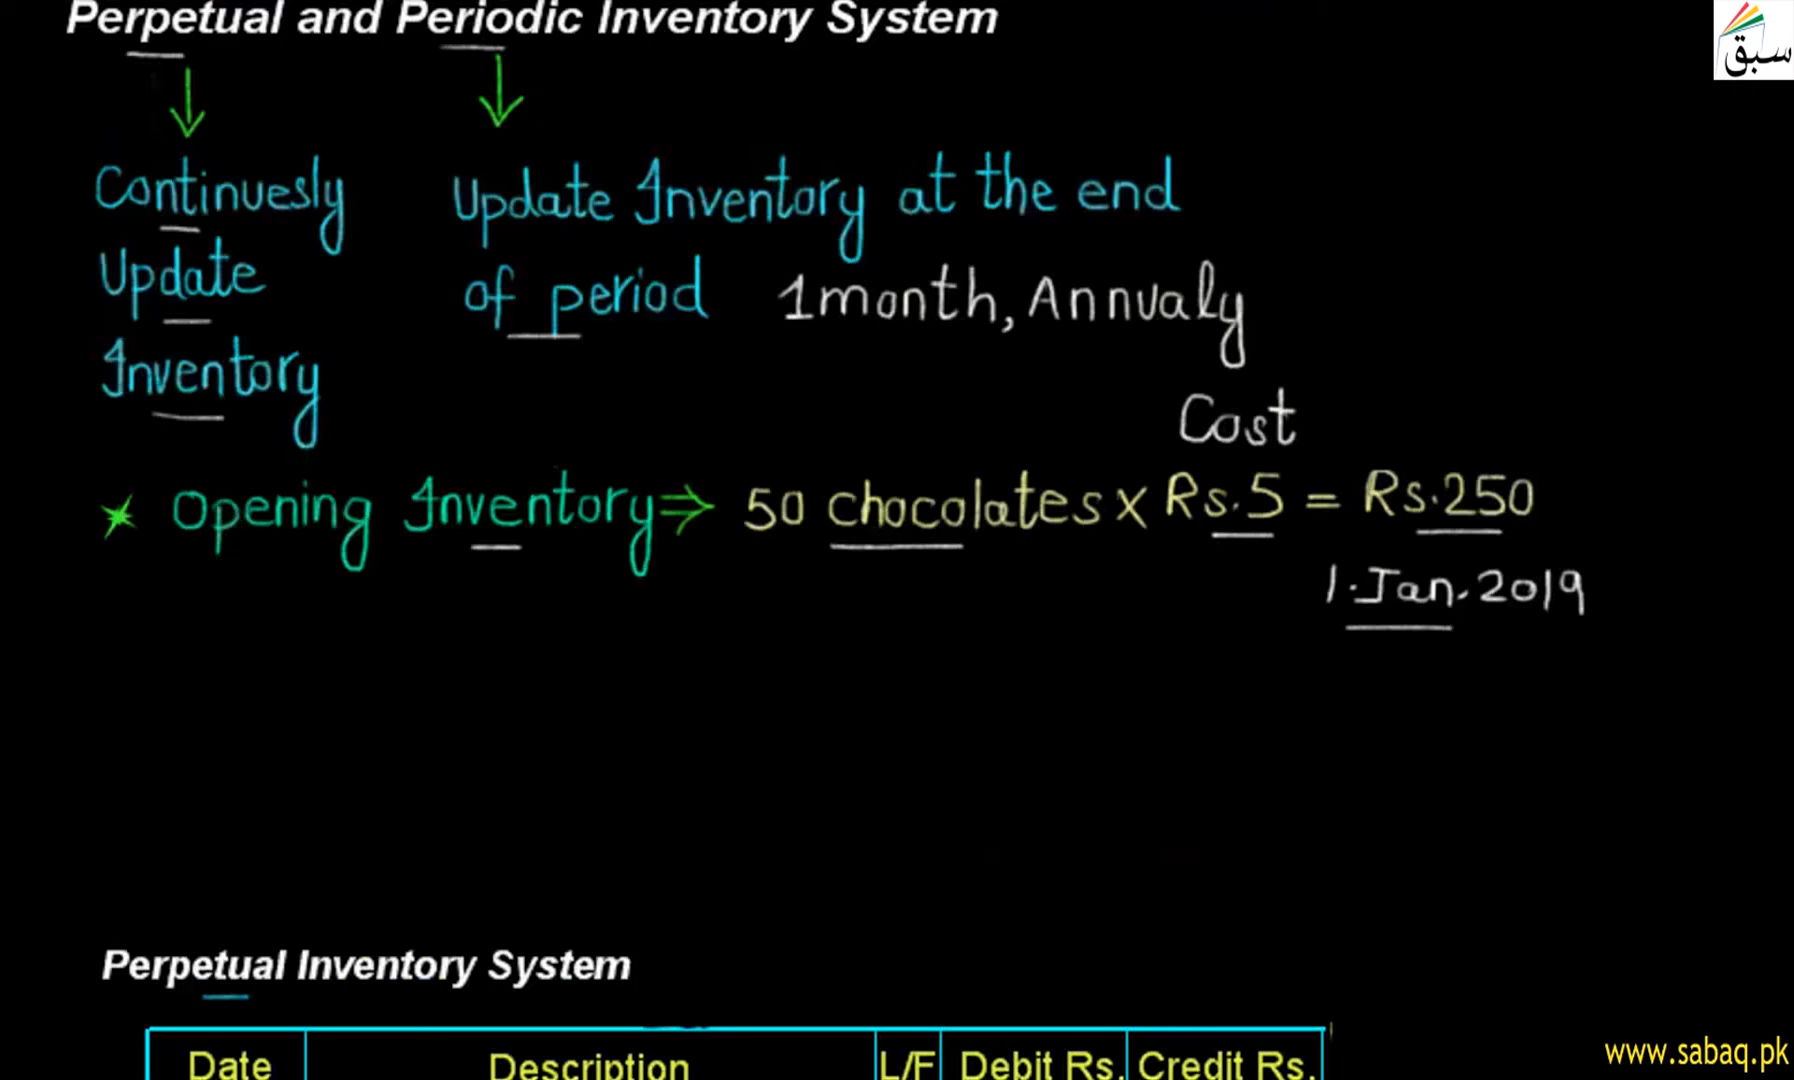 Perpetual and Periodic Inventory System
سبق
Continuesly
Update
Inventory
Update Inventory at the end
of period 1month, Annualy
Cost
* Opening Inventory ⇒ 50 chocolates × Rs.5 = Rs.250
1.Jan.2019
Perpetual Inventory System
Date Description L/F Debit Rs. Credit Rs.
www.sabaq.pk